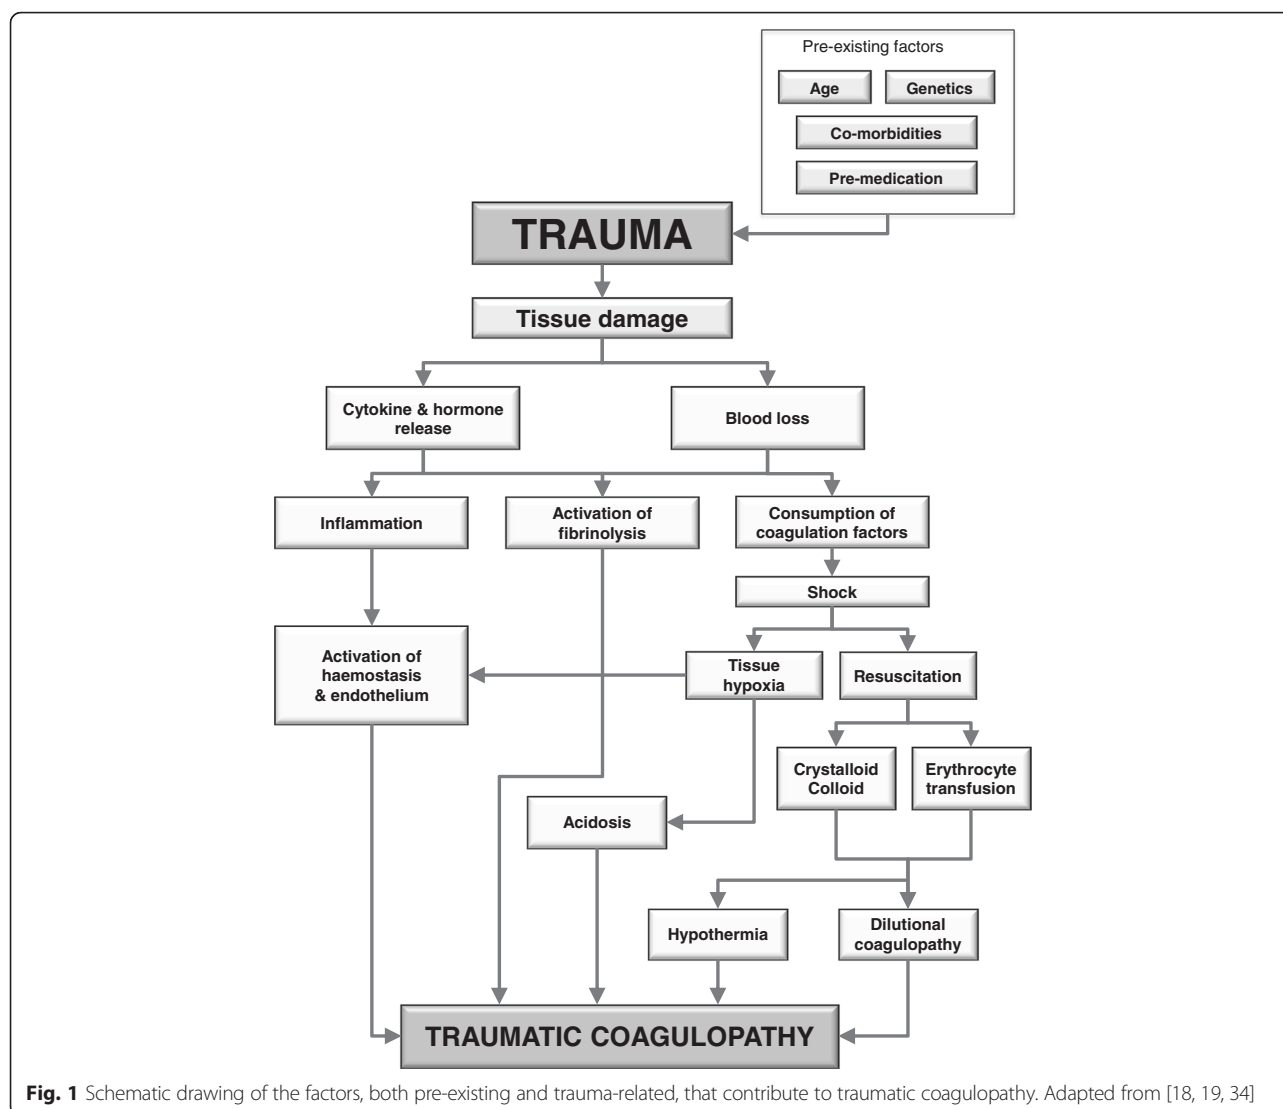 Pre-existing factors
Age
Genetics
Co-morbidities
Pre-medication
TRAUMA
Tissue damage
Cytokine & hormone
release
Blood loss
Inflammation
Activation of
fibrinolysis
Consumption of
coagulation factors
Shock
Activation of
haemostasis
& endothelium
Tissue
hypoxia
Resuscitation
Crystalloid
Colloid
Erythrocyte
transfusion
Acidosis
Hypothermia
Dilutional
coagulopathy
TRAUMATIC COAGULOPATHY
Fig. 1 Schematic drawing of the factors, both pre-existing and trauma-related, that contribute to traumatic coagulopathy. Adapted from [18, 19, 34]